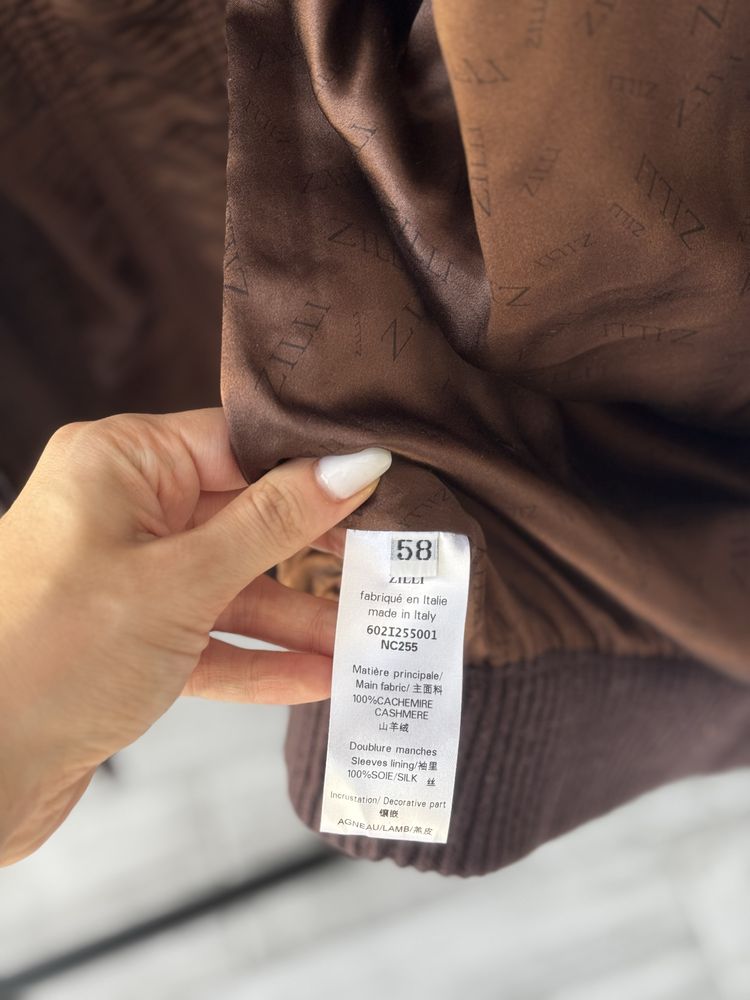 ZILLI
ZILLI
ZILLI
ZILLI
ZILLI
ZILLI
58
ZILLI
fabriqué en Italie
made in Italy
602I255001
NC255
Matière principale/
Main fabric/ 主面料
100%CACHEMIRE
CASHMERE
山羊绒
Doublure manches
Sleeves lining/袖里
100%SOIE/SILK 丝
Incrustation/ Decorative part
镶嵌
AGNEAU/LAMB/羔皮